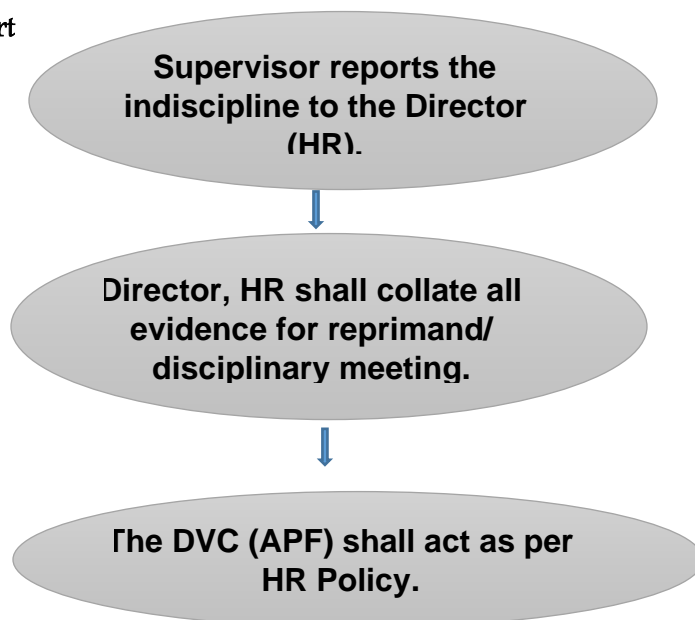 rt
Supervisor reports the
indiscipline to the Director
(HR).
Director, HR shall collate all
evidence for reprimand/
disciplinary meeting.
The DVC (APF) shall act as per
HR Policy.